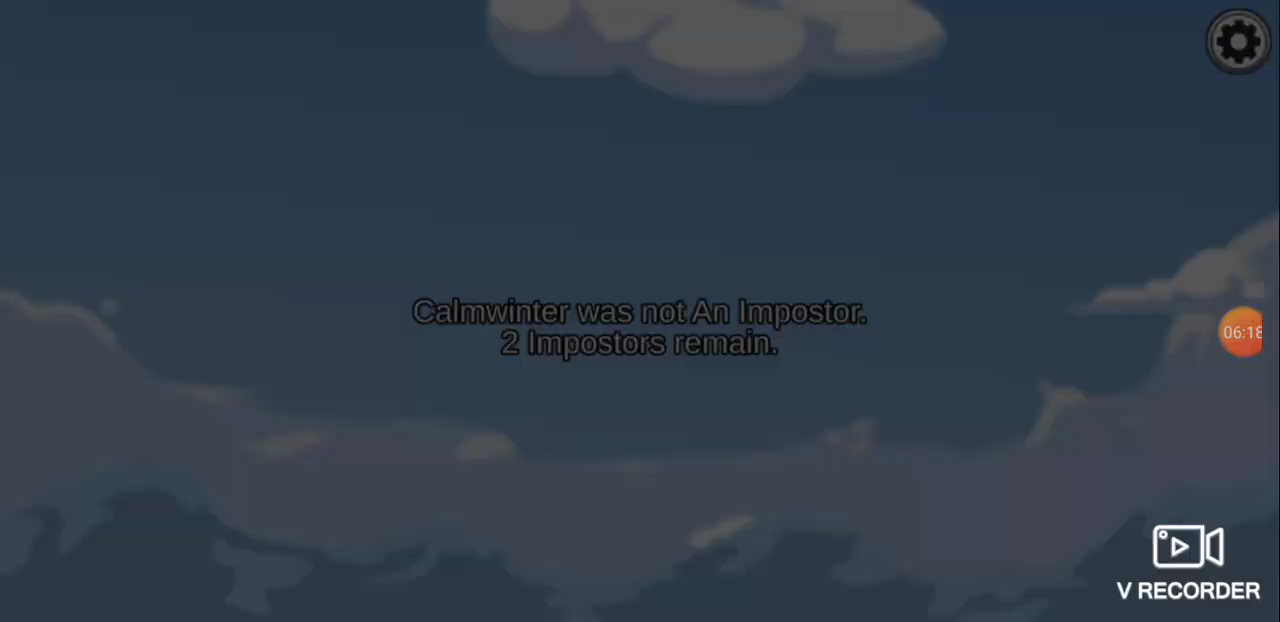 Calmwinter was not An Impostor.
2 Impostors remain.
06:18
V RECORDER